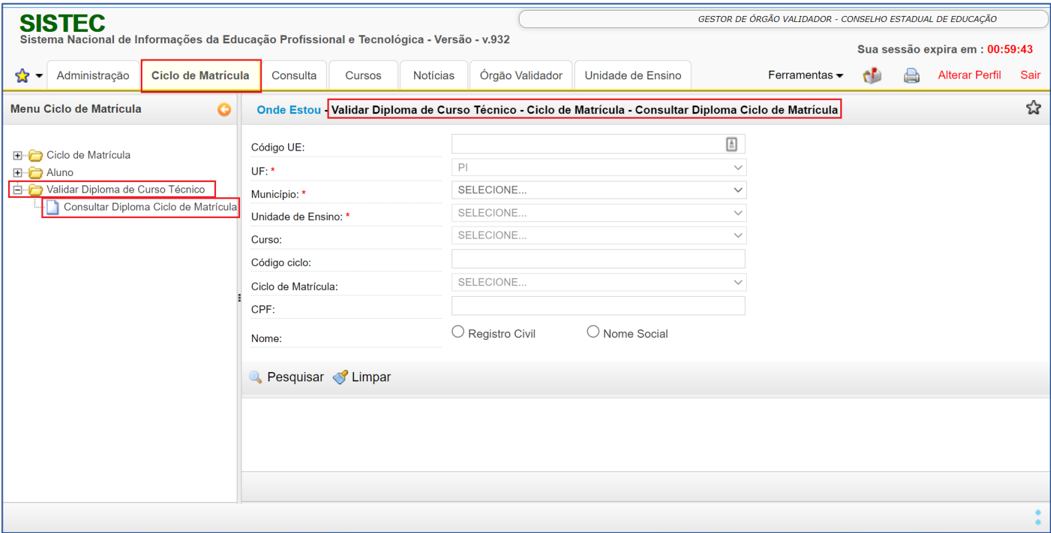 SISTEC
GESTOR DE ÓRGÃO VALIDADOR - CONSELHO ESTADUAL DE EDUCAÇÃO
Sistema Nacional de Informações da Educação Profissional e Tecnológica - Versão - v.932
Sua sessão expira em : 00:59:43
Administração Ciclo de Matrícula Consulta Cursos Notícias Órgão Validador Unidade de Ensino Ferramentas Alterar Perfil Sair
Menu Ciclo de Matrícula
Onde Estou - Validar Diploma de Curso Técnico - Ciclo de Matrícula - Consultar Diploma Ciclo de Matrícula
Ciclo de Matrícula
Aluno
Validar Diploma de Curso Técnico
Consultar Diploma Ciclo de Matrícula
Código UE:
UF: * PI
Município: * SELECIONE...
Unidade de Ensino: * SELECIONE...
Curso: SELECIONE...
Código ciclo:
Ciclo de Matrícula: SELECIONE...
CPF:
Nome: Registro Civil Nome Social
Pesquisar Limpar